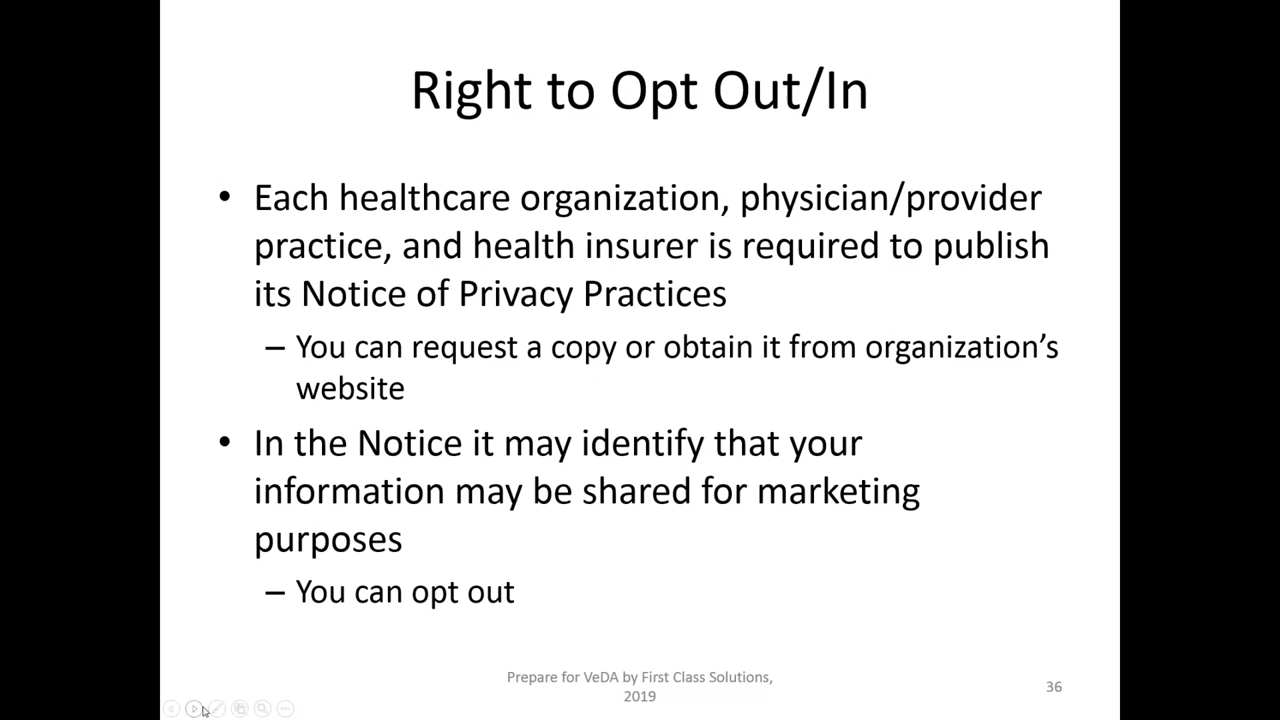 Right to Opt Out/In
• Each healthcare organization, physician/provider
practice, and health insurer is required to publish
its Notice of Privacy Practices
– You can request a copy or obtain it from organization’s
website
• In the Notice it may identify that your
information may be shared for marketing
purposes
– You can opt out
Prepare for VeDA by First Class Solutions,
2019
36